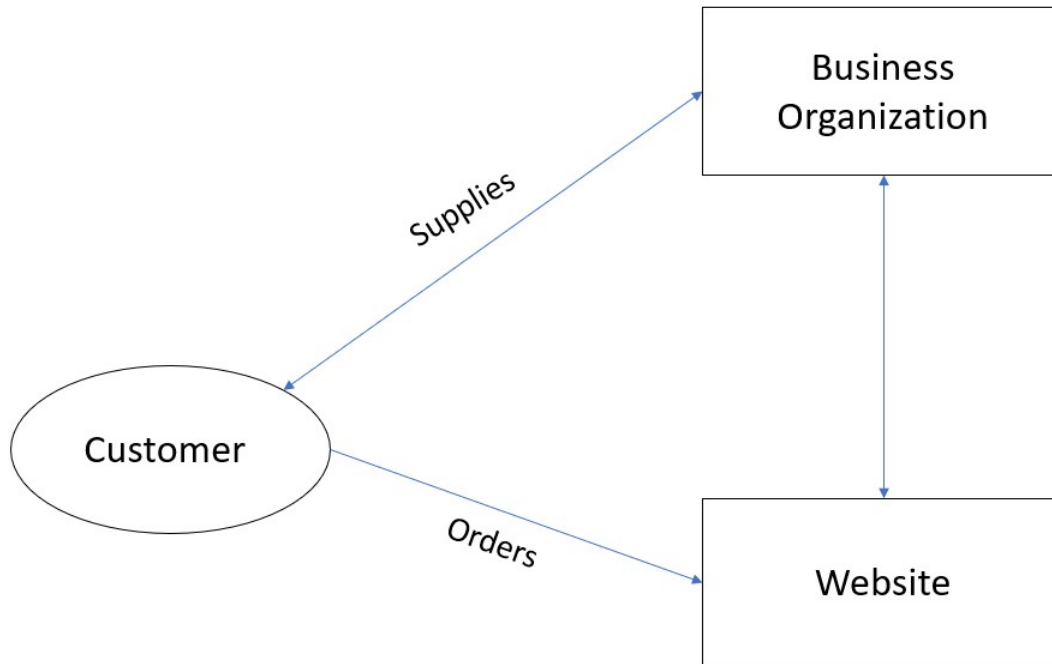 Business
Organization
Supplies
Customer
Orders
Website